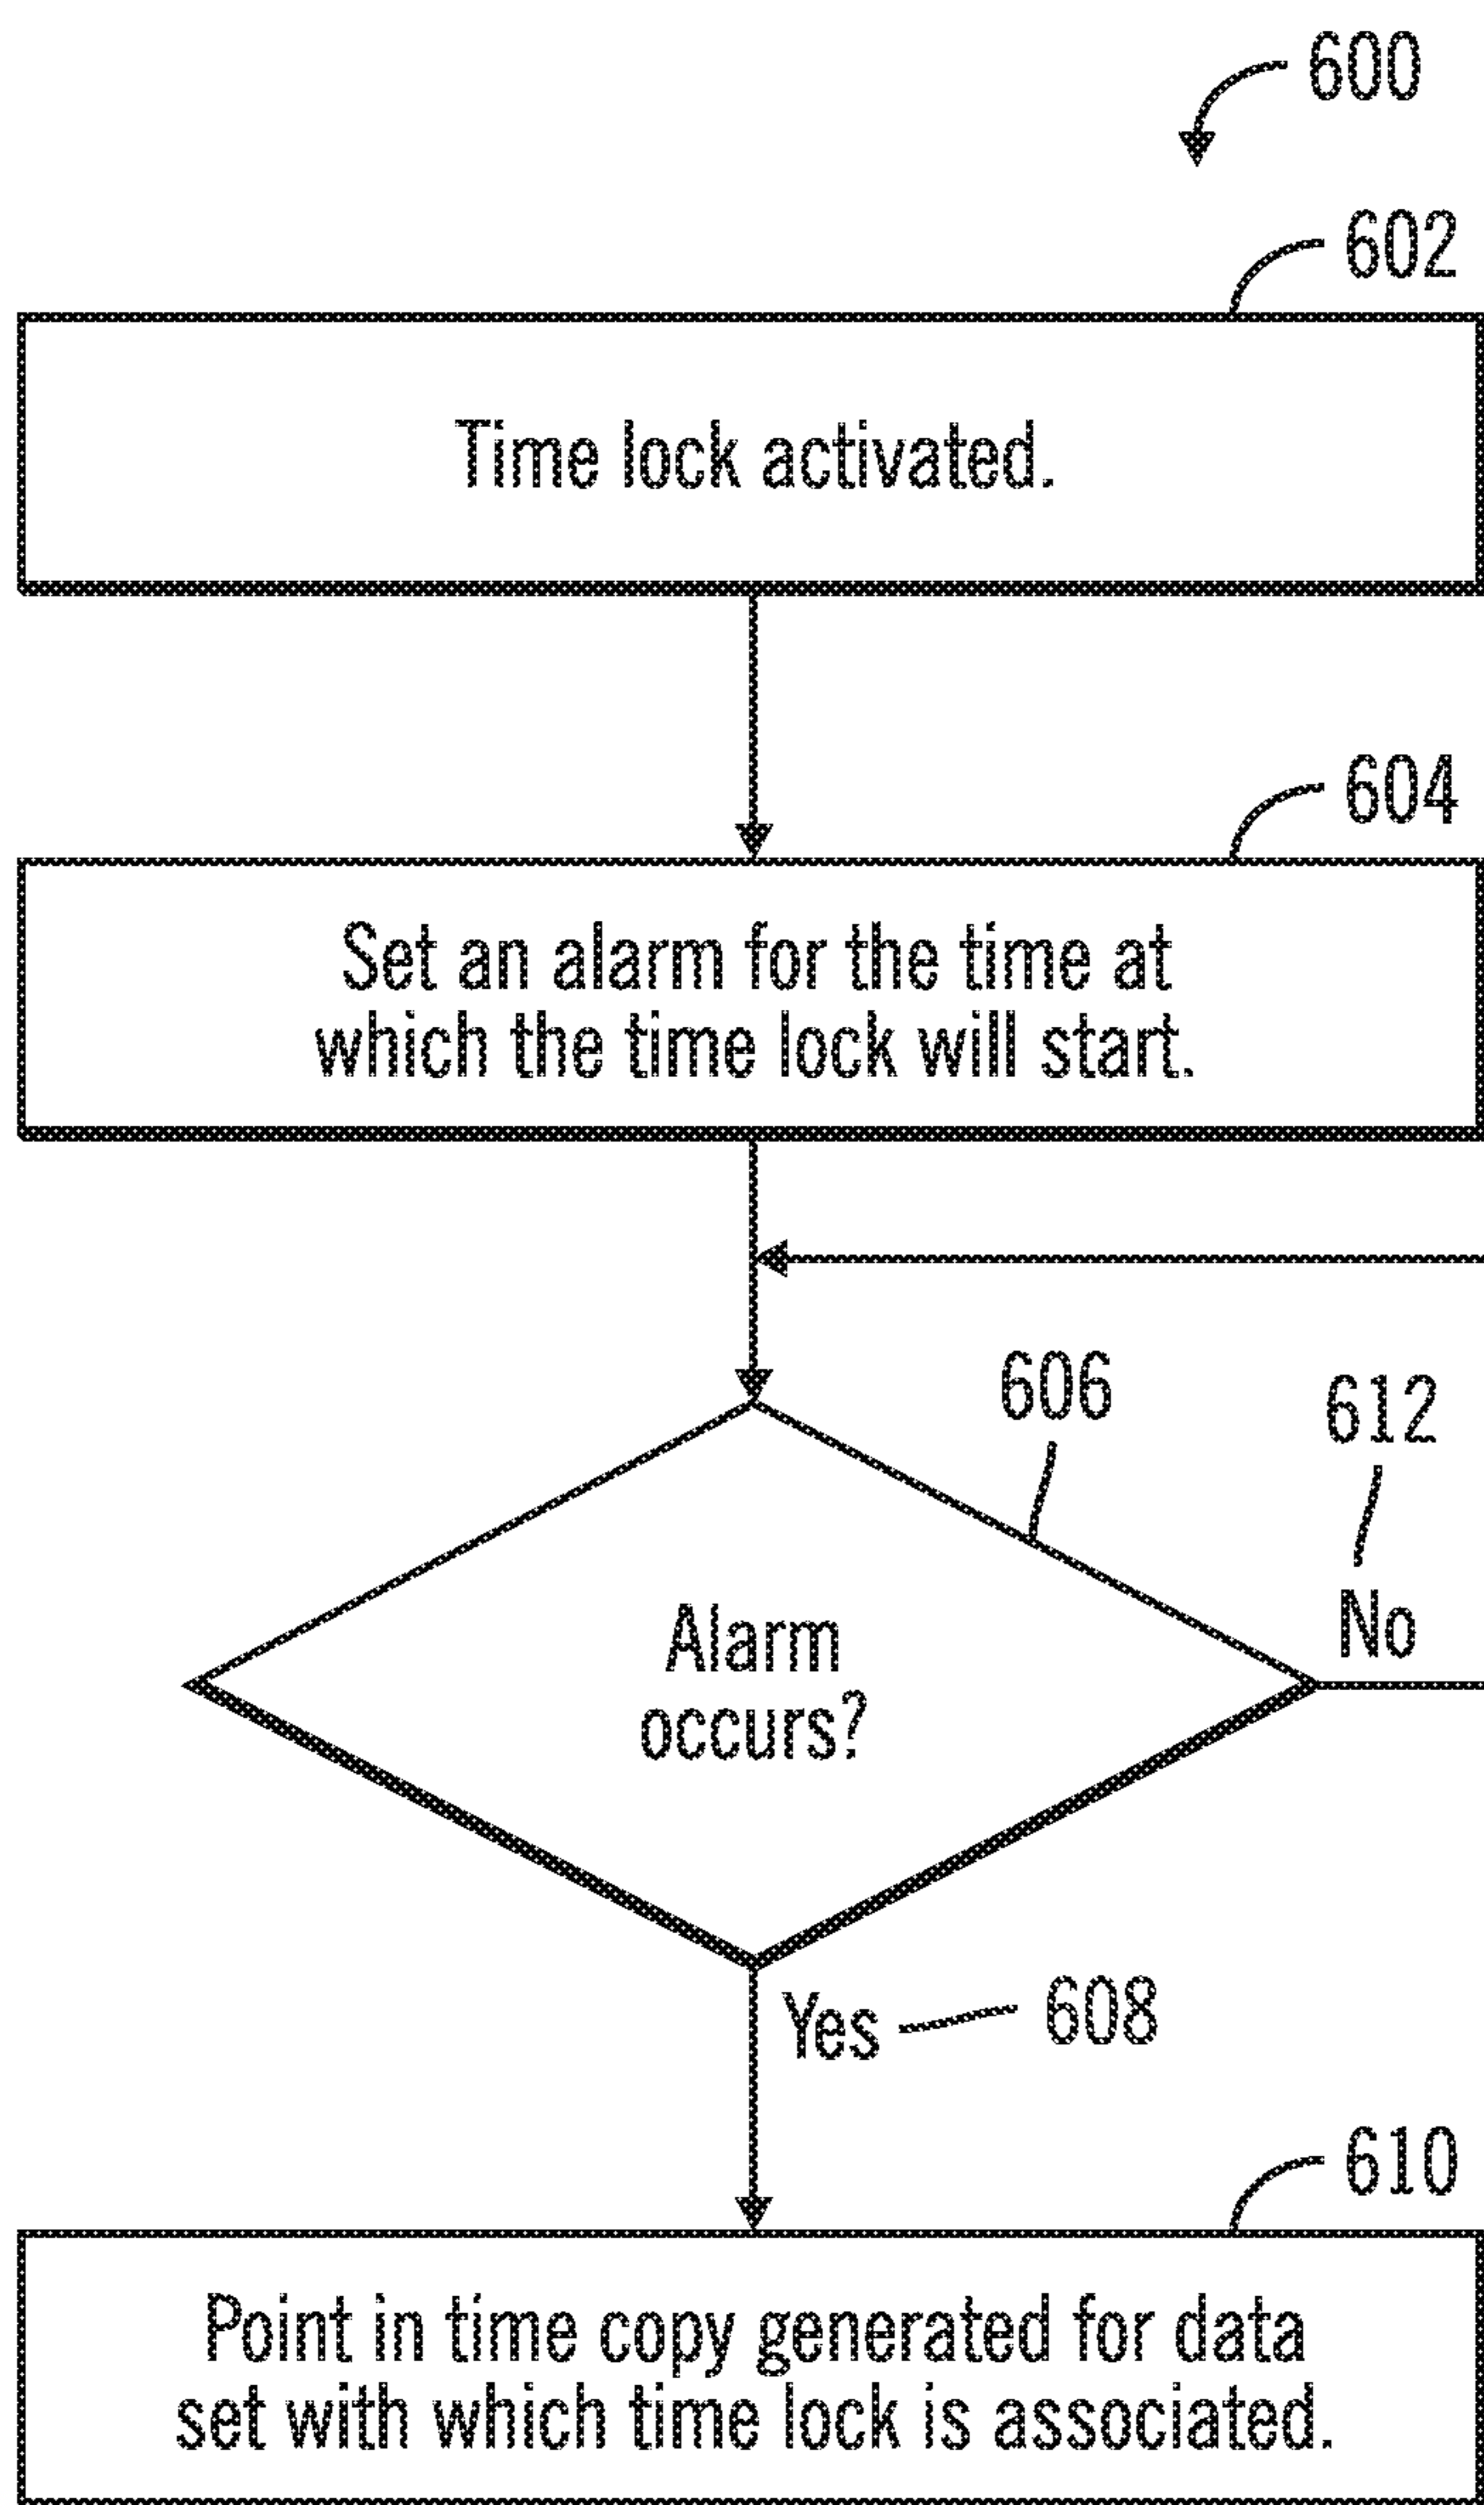 600
602
Time lock activated.
604
Set an alarm for the time at
which the time lock will start.
606
612
No
Alarm
occurs?
Yes
608
610
Point in time copy generated for data
set with which time lock is associated.